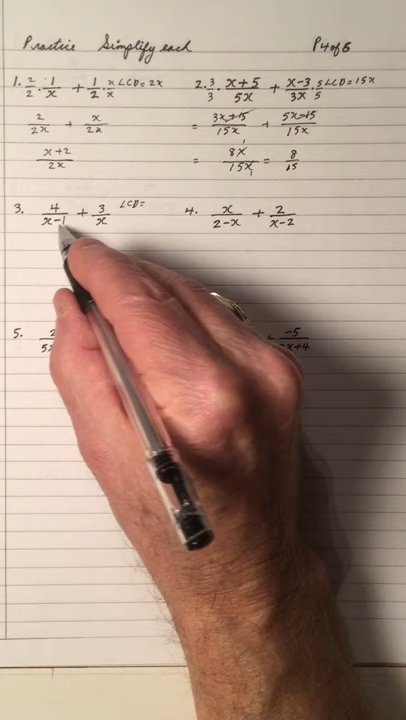 Practice Simplify each P4 of 6
1. 2/2 · 1/x + 1/2 · x/x LCD = 2x
2/2x + x/2x
x+2/2x
2. 3/3 · x+5/5x + x-3/3x · 5/5 LCD = 15x
= 3x+15/15x + 5x-15/15x
= 8x/15x = 8/15
3. 4/x-1 + 3/x LCD =
4. x/2-x + 2/x-2
5.
-5